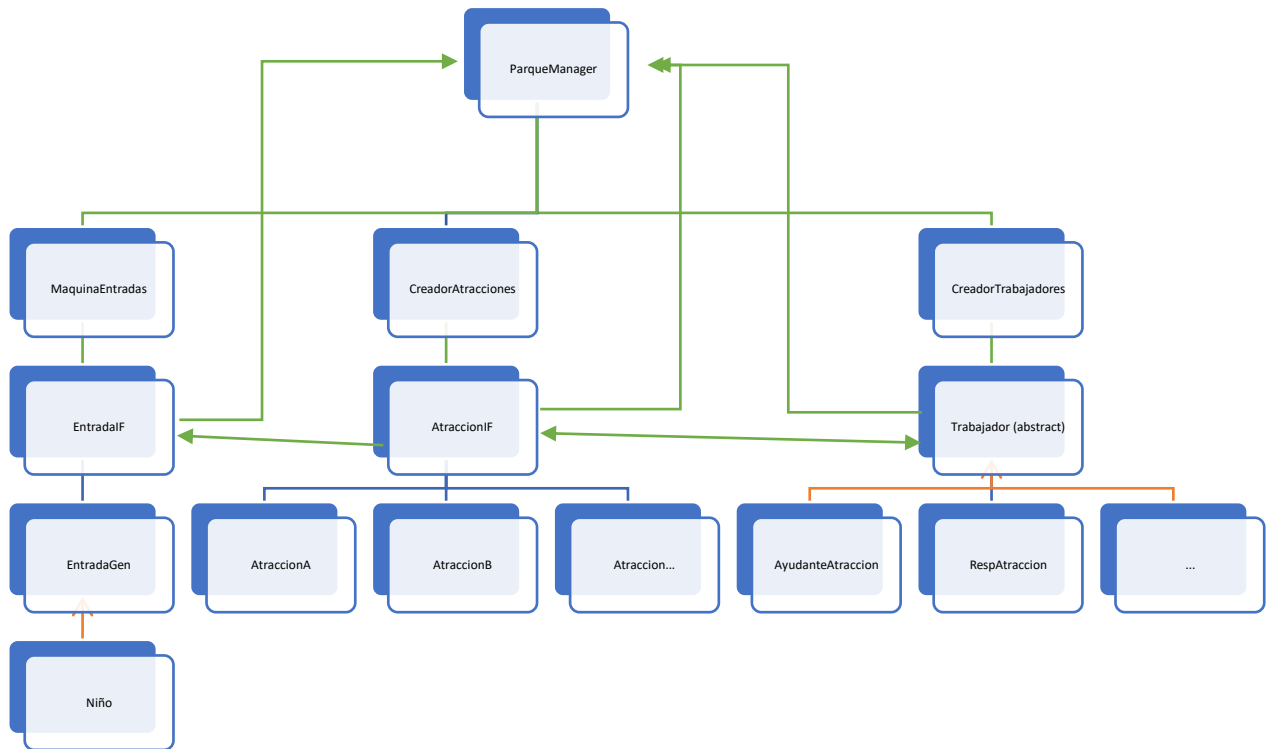 ParqueManager
MaquinaEntradas
CreadorAtracciones
CreadorTrabajadores
EntradaIF
AtraccionIF
Trabajador (abstract)
EntradaGen
AtraccionA
AtraccionB
Atraccion...
AyudanteAtraccion
RespAtraccion
...
Niño